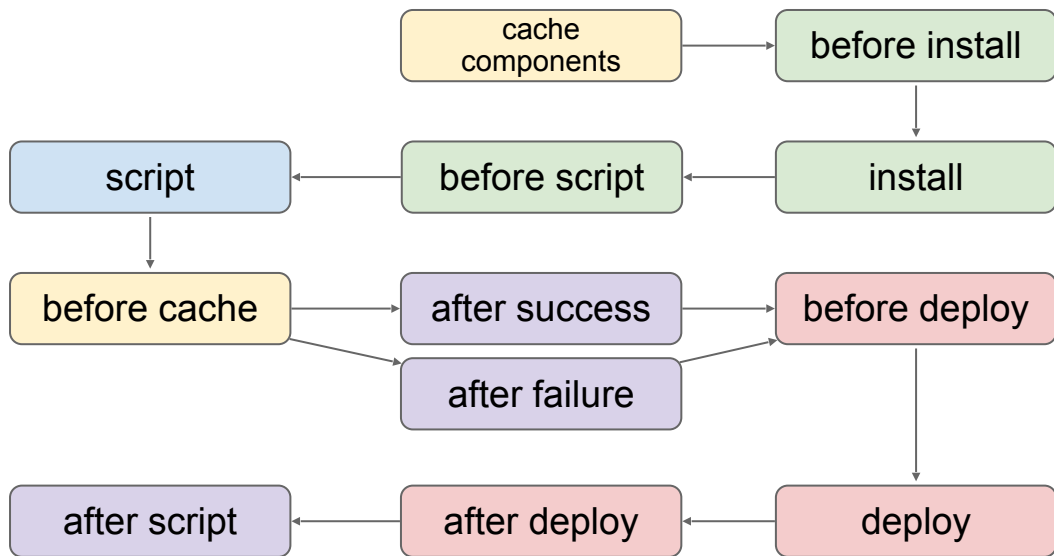 cache
components
before install
script
before script
install
before cache
after success
before deploy
after failure
after script
after deploy
deploy